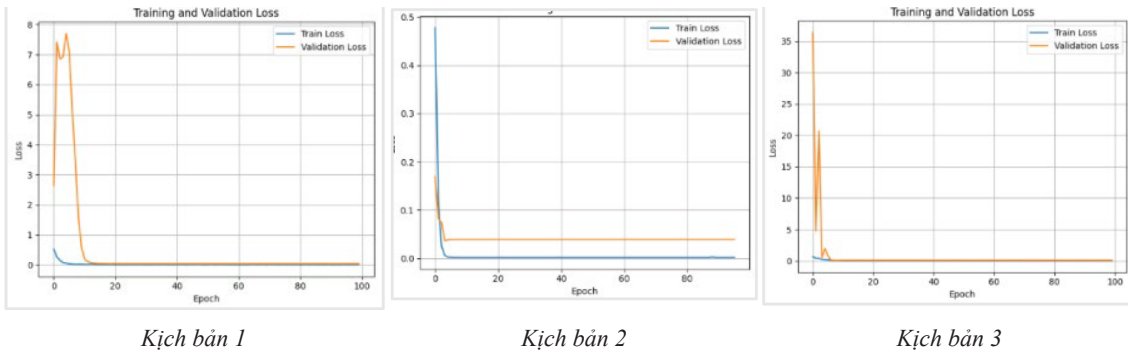 Training and Validation Loss
8
7
6
5
4
3
2
1
0
Loss
0
20
40
60
80
100
Epoch
Train Loss
Validation Loss
0.5
0.4
0.3
0.2
0.1
0.0
0
20
40
60
80
Epoch
Train Loss
Validation Loss
Training and Validation Loss
35
30
25
20
15
10
5
0
Loss
0
20
40
60
80
100
Epoch
Train Loss
Validation Loss
Kịch bản 1
Kịch bản 2
Kịch bản 3